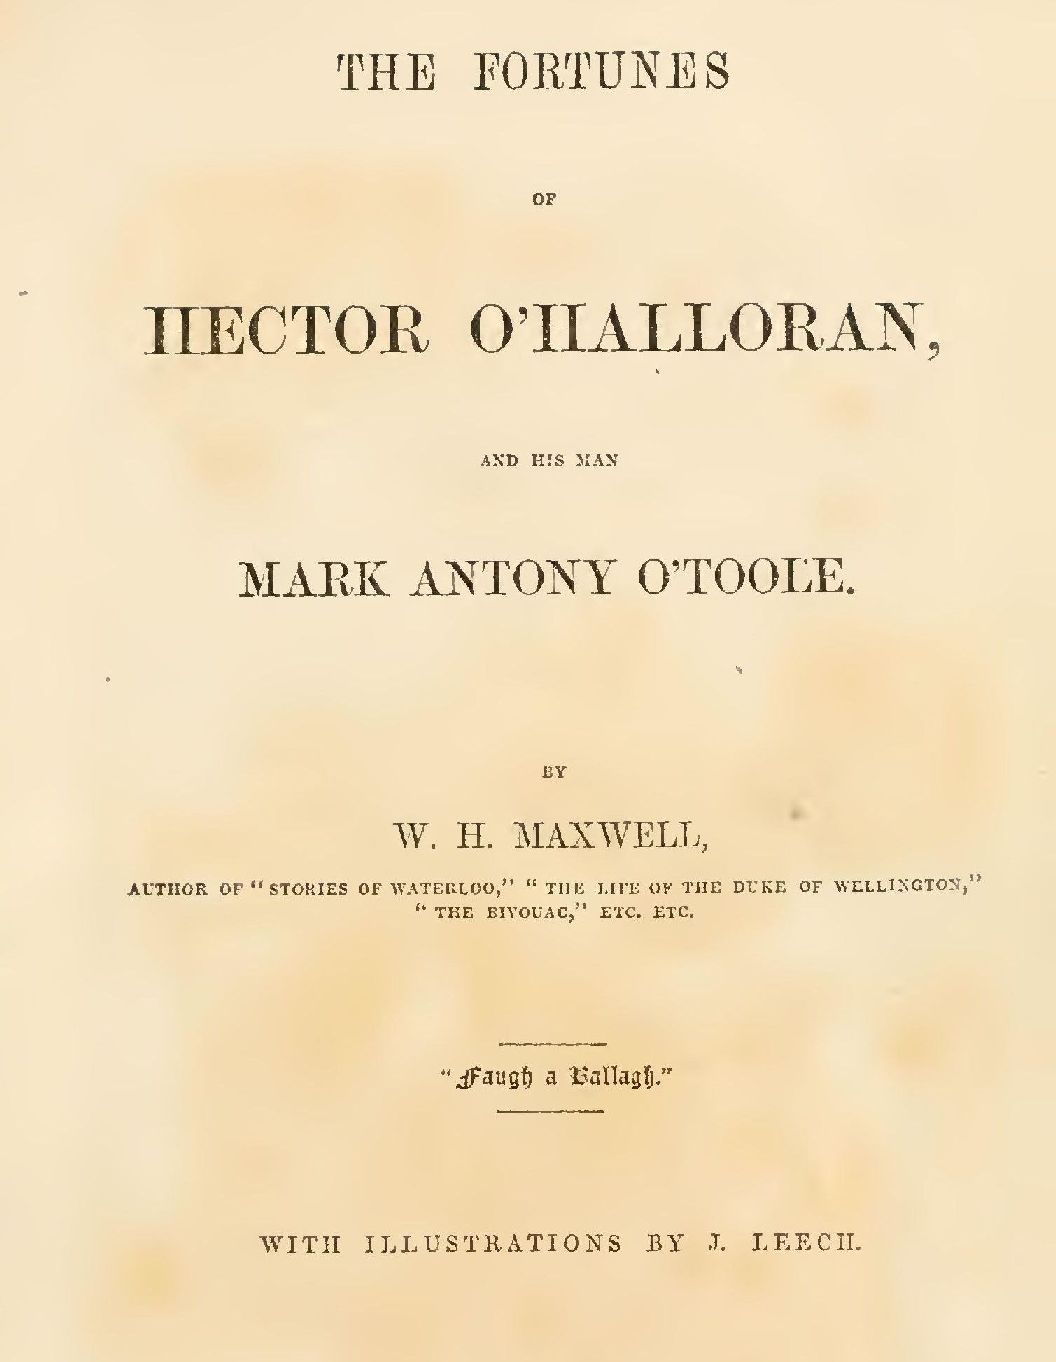 THE FORTUNES
OF
HECTOR O'HALLORAN,
AND HIS MAN
MARK ANTONY O'TOOLE.
BY
W. H. MAXWELL,
AUTHOR OF "STORIES OF WATERLOO," "THE LIFE OF THE DUKE OF WELLINGTON,"
"THE BIVOUAC," ETC. ETC.
"Faugh a Ballagh."
WITH ILLUSTRATIONS BY J. LEECH.